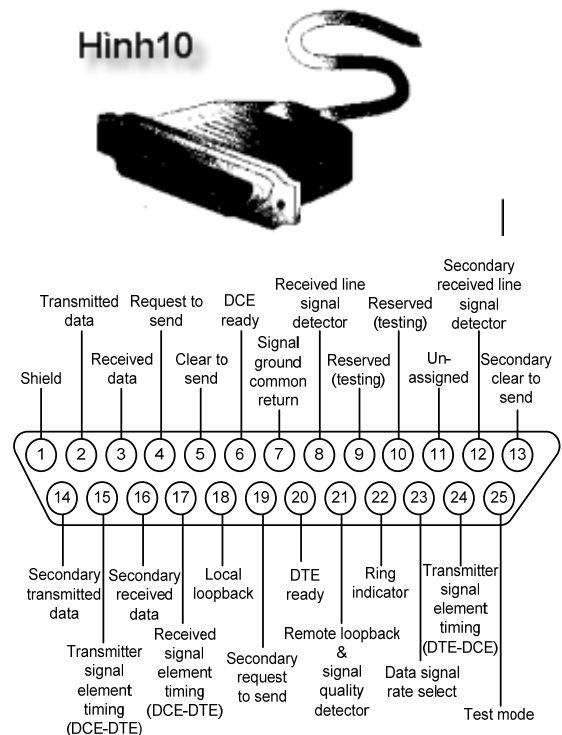 Hình10
Secondary
received line
signal
detector
Received line
signal
detector
Transmitted
data
Request to
send
DCE
ready
Reserved
(testing)
Signal
ground
common
return
Shield
Received
data
Clear to
send
Reserved
(testing)
Un-
assigned
Secondary
clear to
send
1 2 3 4 5 6 7 8 9 10 11 12 13
14 15 16 17 18 19 20 21 22 23 24 25
Secondary
transmitted
data
Secondary
received
data
Local
loopback
DTE
ready
Ring
indicator
Transmitter
signal
element
timing
(DTE-DCE)
Transmitter
signal
element
timing
(DCE-DTE)
Received
signal
element
timing
(DCE-DTE)
Secondary
request
to send
Remote loopback
&
signal
quality
detector
Data signal
rate select
Test mode